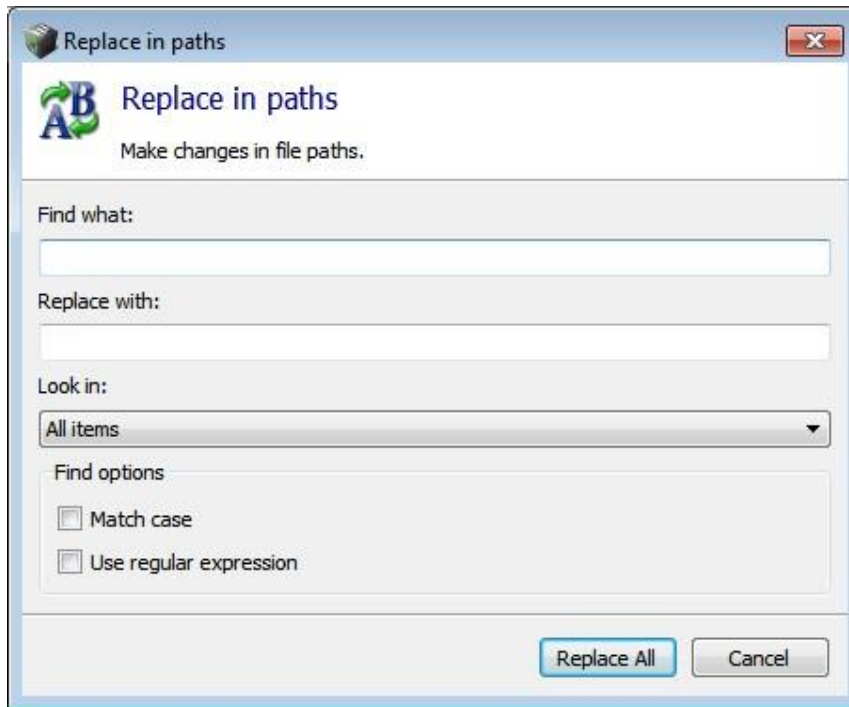 Replace in paths
Replace in paths
Make changes in file paths.
Find what:
Replace with:
Look in:
All items
Find options
Match case
Use regular expression
Replace All Cancel